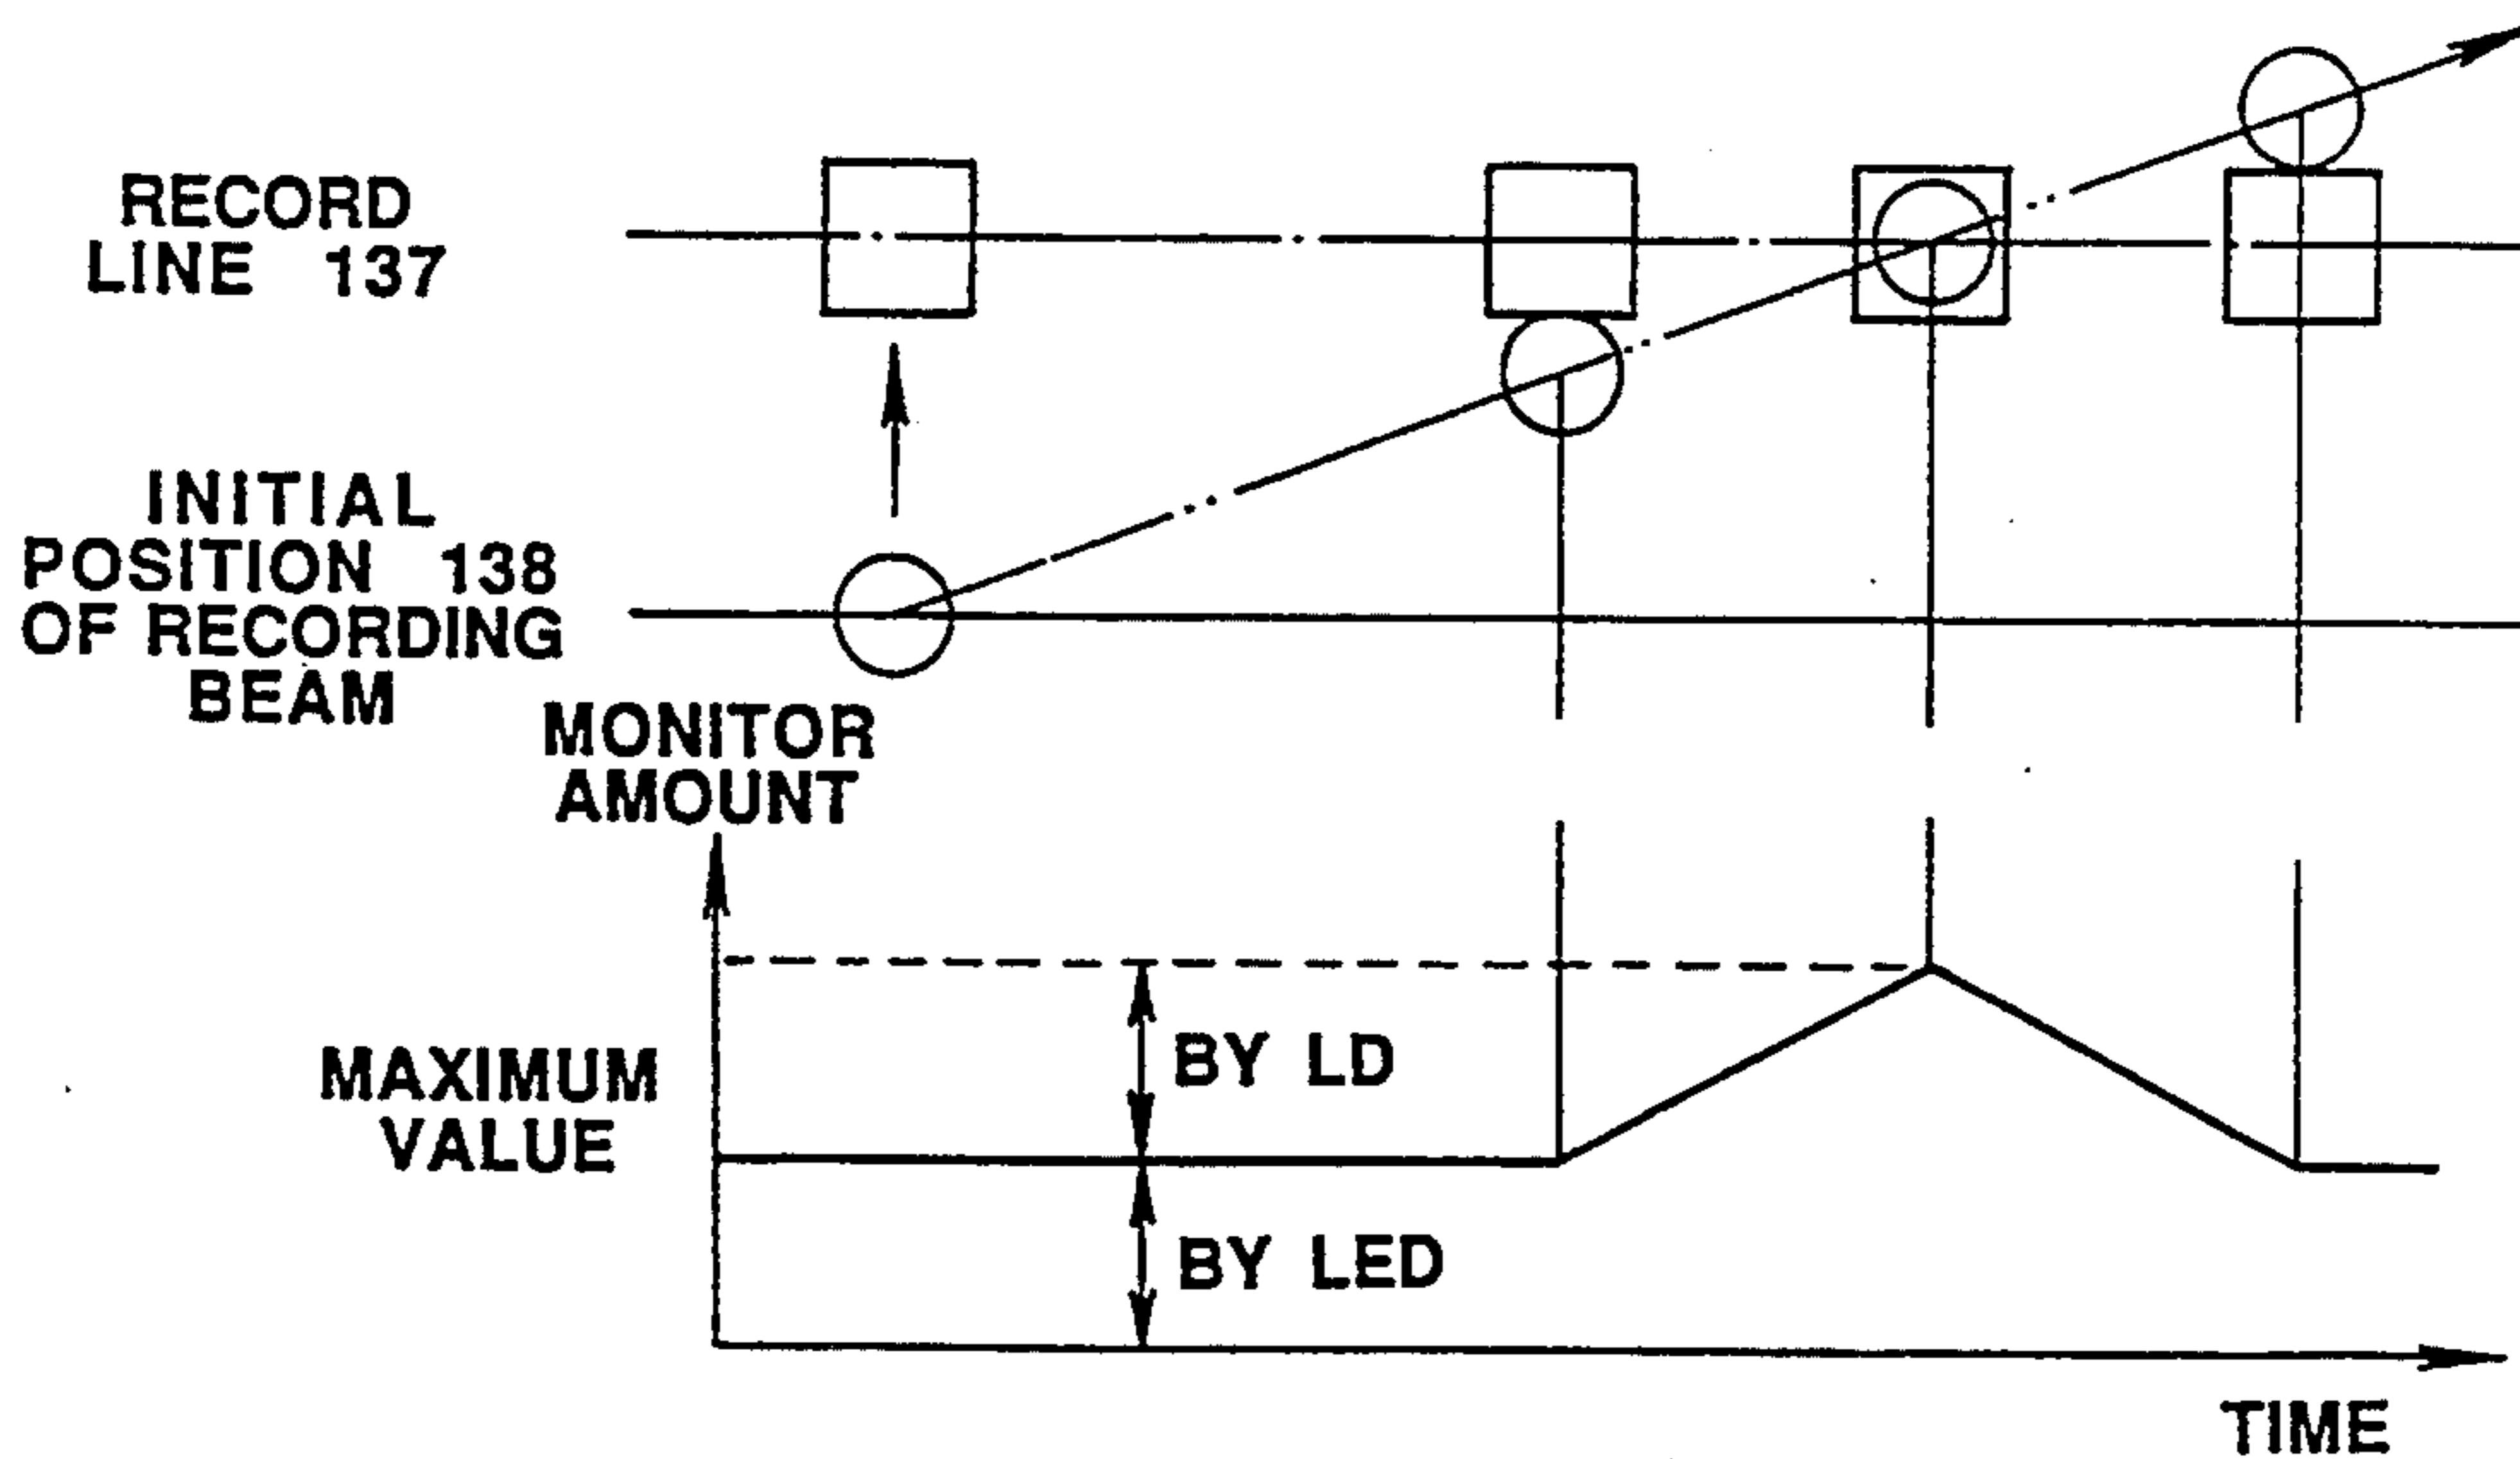 RECORD
LINE 137
INITIAL
POSITION 138
OF RECORDING
BEAM
MONITOR
AMOUNT
MAXIMUM
VALUE
BY LD
BY LED
TIME